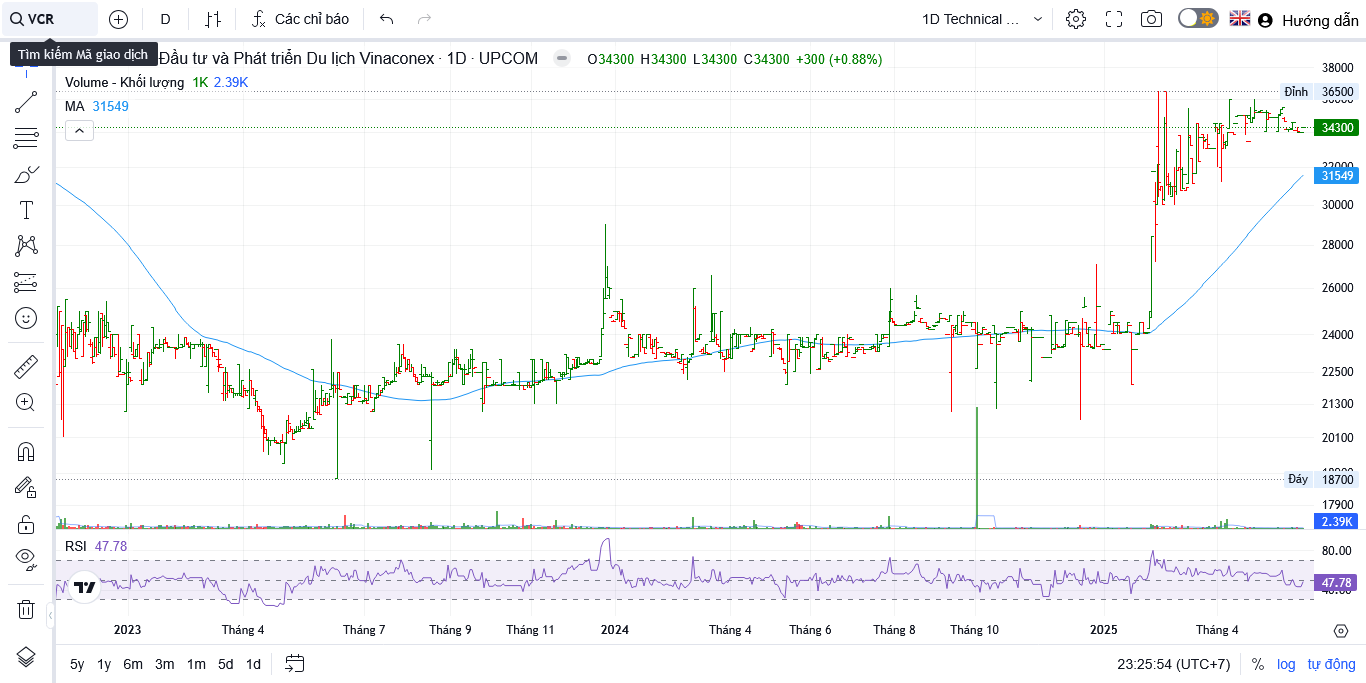 VCR
D
Các chỉ báo
1D Technical ...
Hướng dẫn
Tìm kiếm Mã giao dịch
Đầu tư và Phát triển Du lịch Vinaconex · 1D · UPCOM
O34300 H34300 L34300 C34300 +300 (+0.88%)
Volume - Khối lượng 1K 2.39K
MA 31549
38000
Đỉnh 36500
34300
32000
31549
30000
28000
26000
24000
22500
21300
20100
Đáy 18700
17900
2.39K
RSI 47.78
80.00
47.78
40.00
2023 Tháng 4 Tháng 7 Tháng 9 Tháng 11 2024 Tháng 4 Tháng 6 Tháng 8 Tháng 10 2025 Tháng 4
5y 1y 6m 3m 1m 5d 1d
23:25:54 (UTC+7) % log tự động